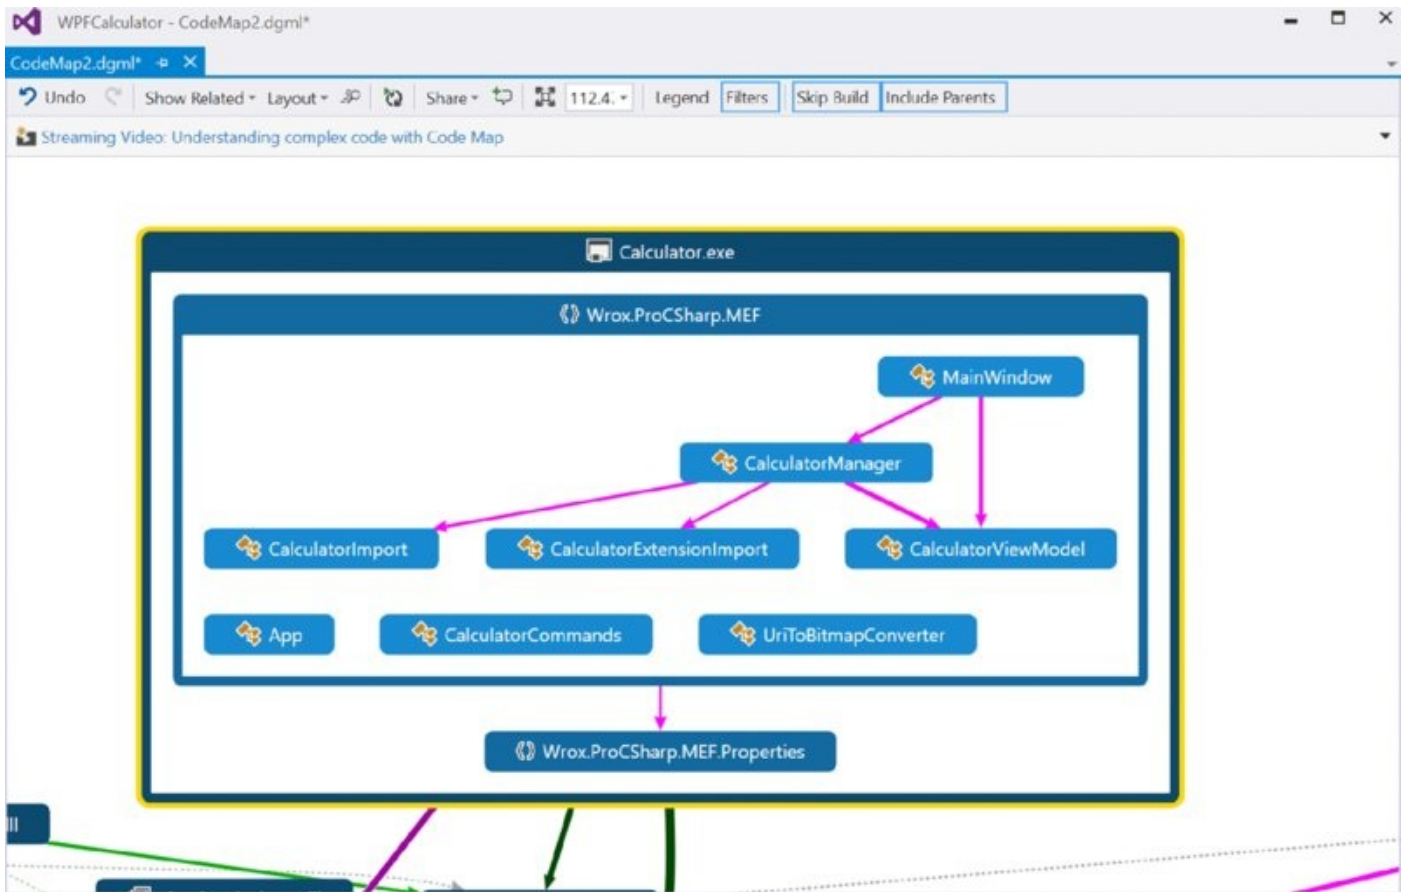 WPFCalculator - CodeMap2.dgml*
CodeMap2.dgml*
Undo Show Related Layout Share 112.4. Legend Filters Skip Build Include Parents
Streaming Video: Understanding complex code with Code Map
Calculator.exe
Wrox.ProCSharp.MEF
MainWindow
CalculatorManager
CalculatorImport CalculatorExtensionImport CalculatorViewModel
App CalculatorCommands UriToBitmapConverter
Wrox.ProCSharp.MEF.Properties